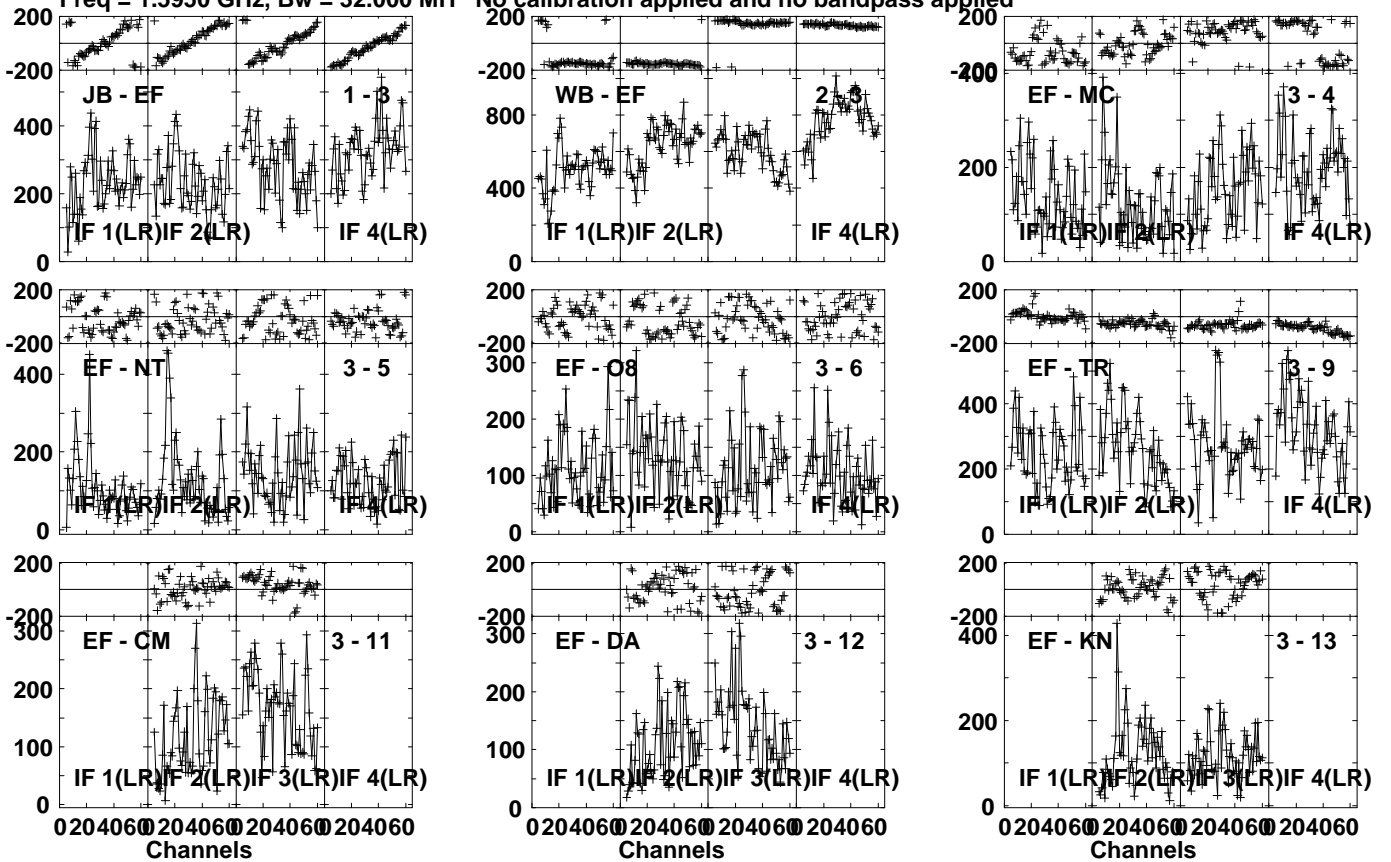 Freq = 1.5950 GHz, Bw = 32.000 MH No calibration applied and no bandpass applied
200
-200
JB - EF
1 - 3
400
200
0
IF 1(LR) IF 2(LR) IF 4(LR)
WB - EF
2 - 3
800
400
0
IF 1(LR) IF 2(LR) IF 4(LR)
200
-200
EF - MC
3 - 4
400
200
0
IF 1(LR) IF 2(LR) IF 4(LR)
200
-200
EF - NT
3 - 5
400
200
0
IF 1(LR) IF 2(LR) IF 4(LR)
200
-200
EF - O8
3 - 6
300
200
100
0
IF 1(LR) IF 2(LR) IF 4(LR)
200
-200
EF - TR
3 - 9
400
200
0
IF 1(LR) IF 2(LR) IF 4(LR)
200
-200
EF - CM
3 - 11
300
200
100
0
IF 1(LR) IF 2(LR) IF 3(LR) IF 4(LR)
0 20 40 60 0 20 40 60 0 20 40 60 0 20 40 60
Channels
200
-200
EF - DA
3 - 12
300
200
100
0
IF 1(LR) IF 2(LR) IF 3(LR) IF 4(LR)
0 20 40 60 0 20 40 60 0 20 40 60 0 20 40 60
Channels
200
-200
EF - KN
3 - 13
400
200
0
IF 1(LR) IF 2(LR) IF 3(LR) IF 4(LR)
0 20 40 60 0 20 40 60 0 20 40 60 0 20 40 60
Channels